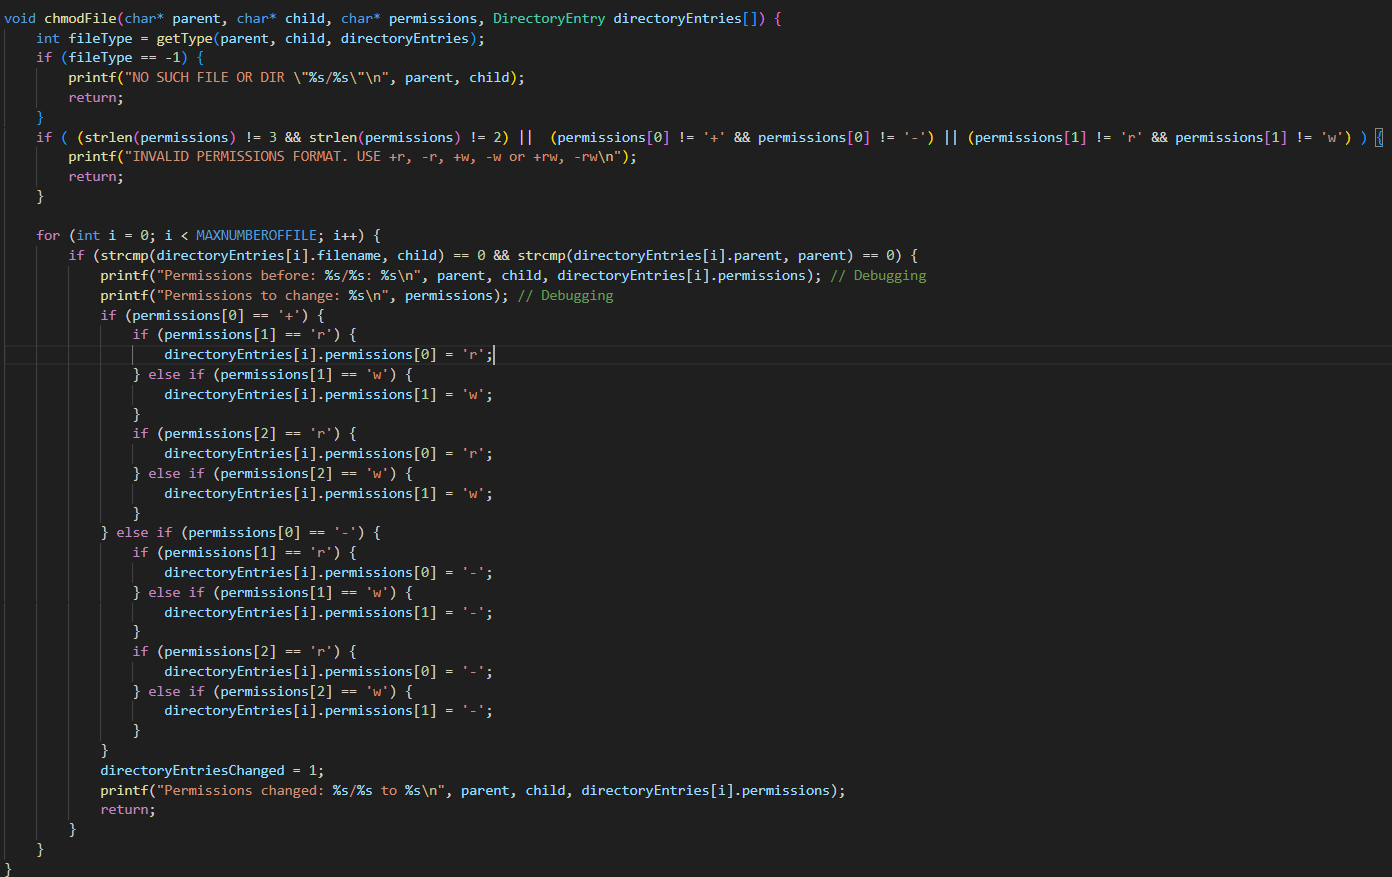 void chmodFile(char* parent, char* child, char* permissions, DirectoryEntry directoryEntries[]) {
    int fileType = getType(parent, child, directoryEntries);
    if (fileType == -1) {
        printf("NO SUCH FILE OR DIR \"%s/%s\"\n", parent, child);
        return;
    }
    if ( (strlen(permissions) != 3 && strlen(permissions) != 2) ||  (permissions[0] != '+' && permissions[0] != '-') || (permissions[1] != 'r' && permissions[1] != 'w') ) {
        printf("INVALID PERMISSIONS FORMAT. USE +r, -r, +w, -w or +rw, -rw\n");
        return;
    }

    for (int i = 0; i < MAXNUMBEROFFILE; i++) {
        if (strcmp(directoryEntries[i].filename, child) == 0 && strcmp(directoryEntries[i].parent, parent) == 0) {
            printf("Permissions before: %s/%s: %s\n", parent, child, directoryEntries[i].permissions); // Debugging
            printf("Permissions to change: %s\n", permissions); // Debugging
            if (permissions[0] == '+') {
                if (permissions[1] == 'r') {
                    directoryEntries[i].permissions[0] = 'r';
                } else if (permissions[1] == 'w') {
                    directoryEntries[i].permissions[1] = 'w';
                }
                if (permissions[2] == 'r') {
                    directoryEntries[i].permissions[0] = 'r';
                } else if (permissions[2] == 'w') {
                    directoryEntries[i].permissions[1] = 'w';
                }
            } else if (permissions[0] == '-') {
                if (permissions[1] == 'r') {
                    directoryEntries[i].permissions[0] = '-';
                } else if (permissions[1] == 'w') {
                    directoryEntries[i].permissions[1] = '-';
                }
                if (permissions[2] == 'r') {
                    directoryEntries[i].permissions[0] = '-';
                } else if (permissions[2] == 'w') {
                    directoryEntries[i].permissions[1] = '-';
                }
            }
            directoryEntriesChanged = 1;
            printf("Permissions changed: %s/%s to %s\n", parent, child, directoryEntries[i].permissions);
            return;
        }
    }
}